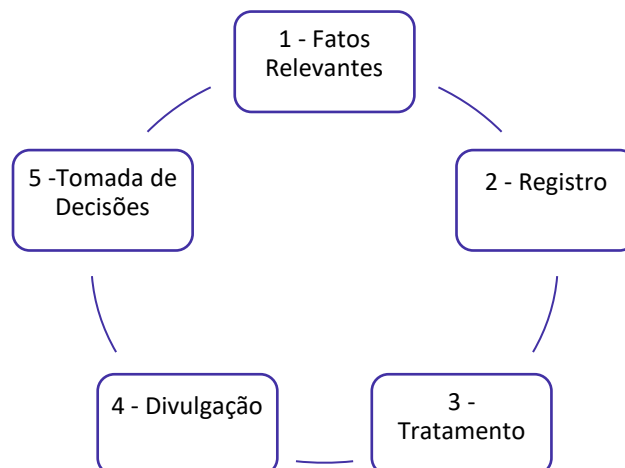 1 - Fatos
Relevantes
2 - Registro
3 -
Tratamento
4 - Divulgação
5 -Tomada de
Decisões